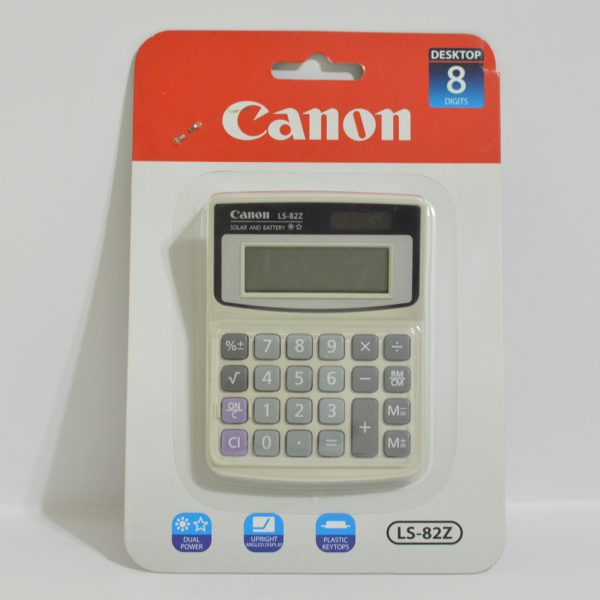 DESKTOP
8
DIGITS
Canon
Canon LS-82Z
SOLAR AND BATTERY
%± 7 8 9 × ÷
√ 4 5 6 − RM/CM
ON/C 1 2 3 + M=
CI 0 · = M±
DUAL
POWER
UPRIGHT
ANGLED DISPLAY
PLASTIC
KEYTOPS
LS-82Z